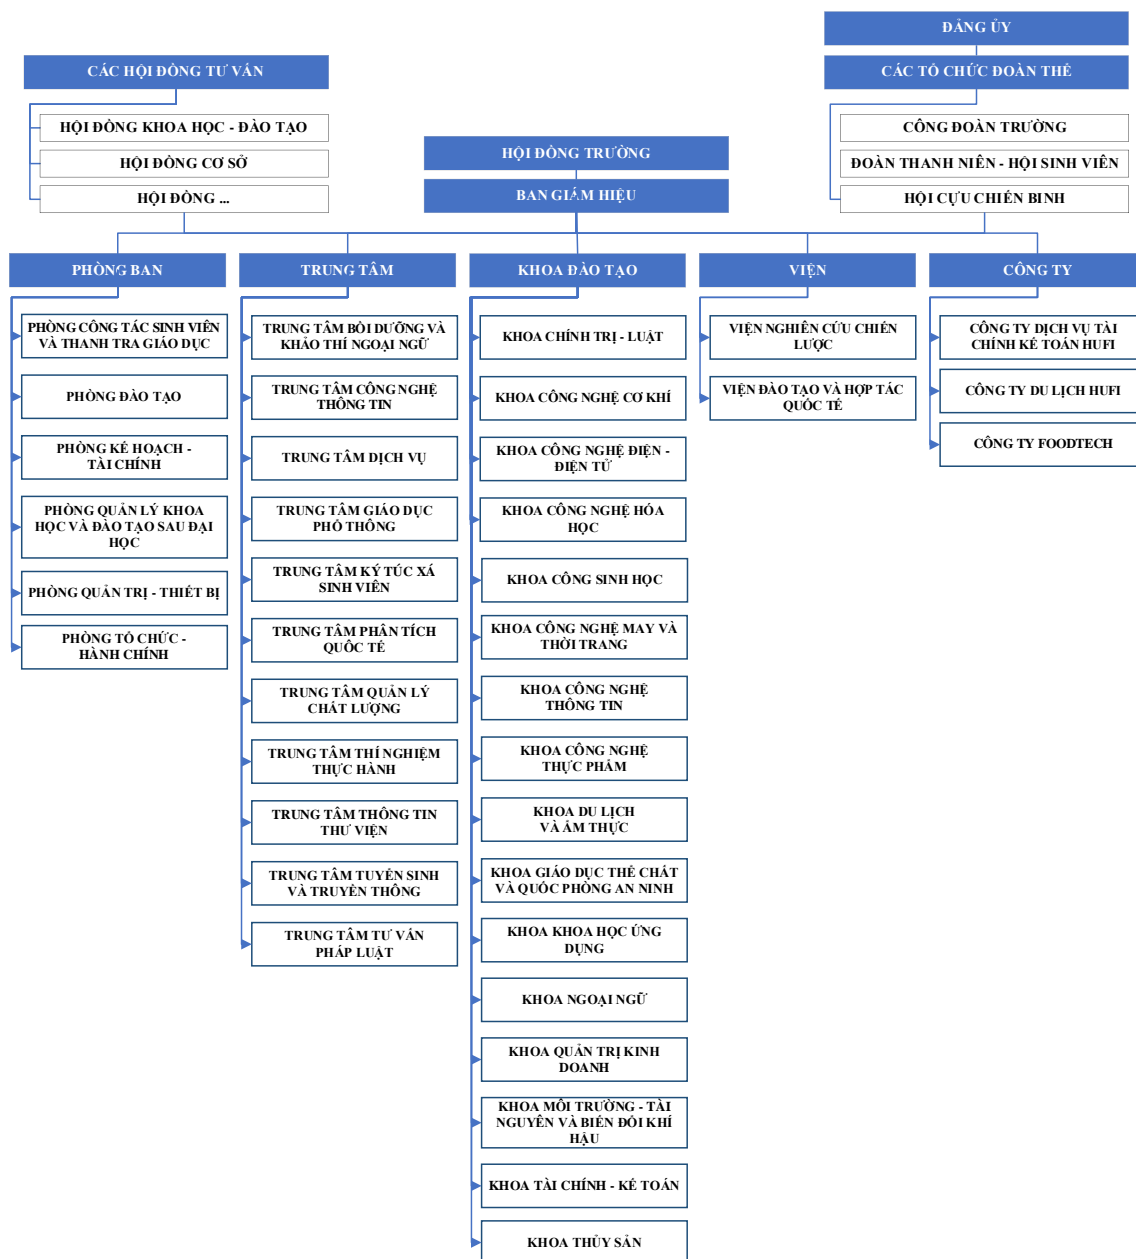 ĐẢNG ỦY
CÁC HỘI ĐỒNG TƯ VẤN
CÁC TỔ CHỨC ĐOÀN THỂ
HỘI ĐỒNG KHOA HỌC - ĐÀO TẠO
HỘI ĐỒNG CƠ SỞ
HỘI ĐỒNG ...
HỘI ĐỒNG TRƯỜNG
BAN GIÁM HIỆU
CÔNG ĐOÀN TRƯỜNG
ĐOÀN THANH NIÊN - HỘI SINH VIÊN
HỘI CỰU CHIẾN BINH
PHÒNG BAN
PHÒNG CÔNG TÁC SINH VIÊN
VÀ THANH TRA GIÁO DỤC
PHÒNG ĐÀO TẠO
PHÒNG KẾ HOẠCH -
TÀI CHÍNH
PHÒNG QUẢN LÝ KHOA
HỌC VÀ ĐÀO TẠO SAU ĐẠI
HỌC
PHÒNG QUẢN TRỊ - THIẾT BỊ
PHÒNG TỔ CHỨC -
HÀNH CHÍNH
TRUNG TÂM
TRUNG TÂM BỒI DƯỠNG VÀ
KHẢO THÍ NGOẠI NGỮ
TRUNG TÂM CÔNG NGHỆ
THÔNG TIN
TRUNG TÂM DỊCH VỤ
TRUNG TÂM GIÁO DỤC
PHỔ THÔNG
TRUNG TÂM KÝ TÚC XÁ
SINH VIÊN
TRUNG TÂM PHÂN TÍCH
QUỐC TẾ
TRUNG TÂM QUẢN LÝ
CHẤT LƯỢNG
TRUNG TÂM THÍ NGHIỆM
THỰC HÀNH
TRUNG TÂM THÔNG TIN
THƯ VIỆN
TRUNG TÂM TUYỂN SINH
VÀ TRUYỀN THÔNG
TRUNG TÂM TƯ VẤN
PHÁP LUẬT
KHOA ĐÀO TẠO
KHOA CHÍNH TRỊ - LUẬT
KHOA CÔNG NGHỆ CƠ KHÍ
KHOA CÔNG NGHỆ ĐIỆN -
ĐIỆN TỬ
KHOA CÔNG NGHỆ HÓA
HỌC
KHOA CÔNG SINH HỌC
KHOA CÔNG NGHỆ MAY VÀ
THỜI TRANG
KHOA CÔNG NGHỆ
THÔNG TIN
KHOA CÔNG NGHỆ
THỰC PHẨM
KHOA DU LỊCH
VÀ ẨM THỰC
KHOA GIÁO DỤC THỂ CHẤT
VÀ QUỐC PHÒNG AN NINH
KHOA KHOA HỌC ỨNG
DỤNG
KHOA NGOẠI NGỮ
KHOA QUẢN TRỊ KINH
DOANH
KHOA MÔI TRƯỜNG - TÀI
NGUYÊN VÀ BIẾN ĐỔI KHÍ
HẬU
KHOA TÀI CHÍNH - KẾ TOÁN
KHOA THỦY SẢN
VIỆN
VIỆN NGHIÊN CỨU CHIẾN
LƯỢC
VIỆN ĐÀO TẠO VÀ HỢP TÁC
QUỐC TẾ
CÔNG TY
CÔNG TY DỊCH VỤ TÀI
CHÍNH KẾ TOÁN HUFI
CÔNG TY DU LỊCH HUFI
CÔNG TY FOODTECH